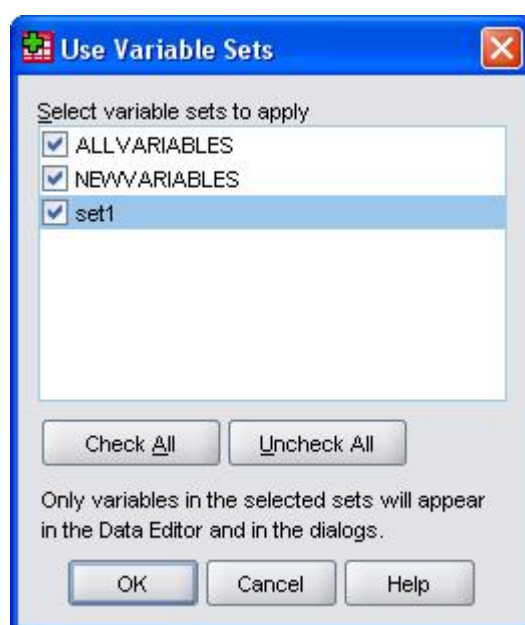 Use Variable Sets
Select variable sets to apply
ALLVARIABLES
NEWVARIABLES
set1
Check All
Uncheck All
Only variables in the selected sets will appear
in the Data Editor and in the dialogs.
OK
Cancel
Help